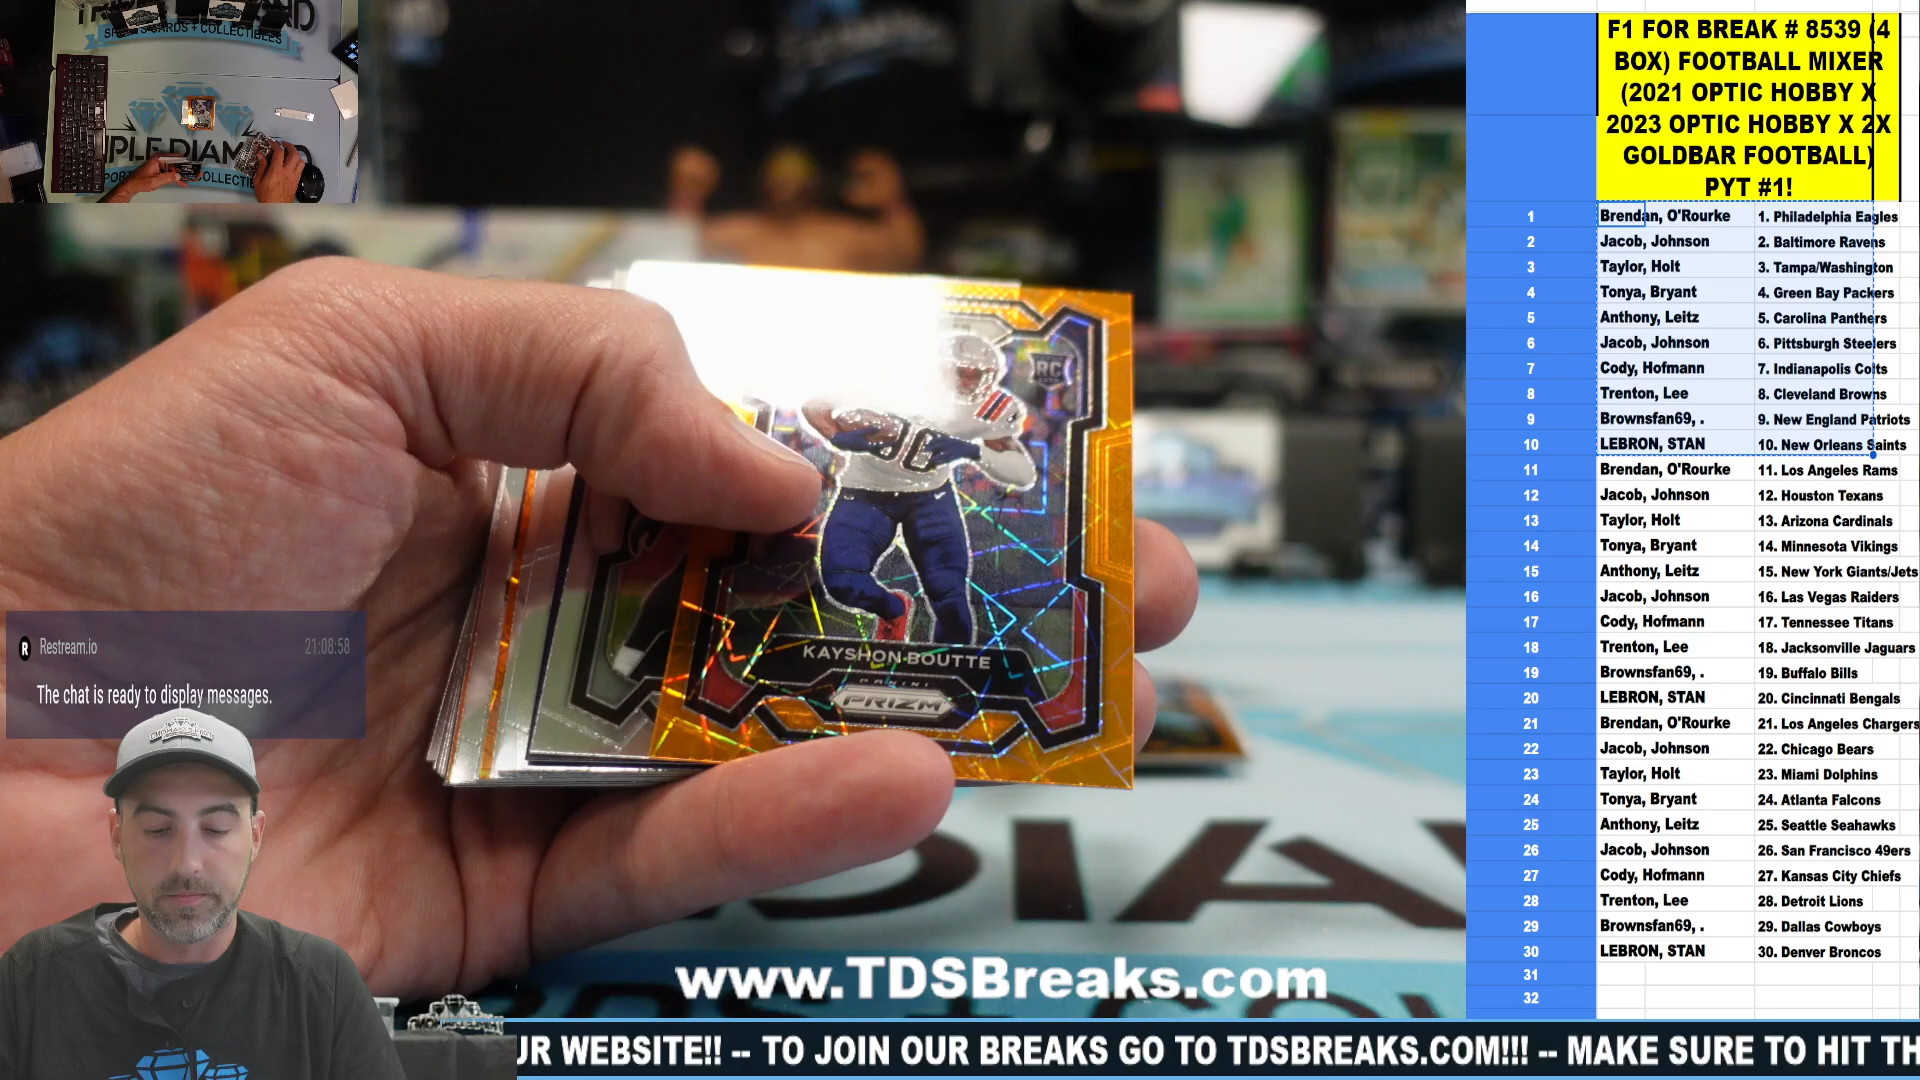 SPORTS CARDS + COLLECTIBLES
F1 FOR BREAK # 8539 (4
BOX) FOOTBALL MIXER
(2021 OPTIC HOBBY X
2023 OPTIC HOBBY X 2X
GOLDBAR FOOTBALL)
PYT #1!
1 Brendan, O'Rourke 1. Philadelphia Eagles
2 Jacob, Johnson 2. Baltimore Ravens
3 Taylor, Holt 3. Tampa/Washington
4 Tonya, Bryant 4. Green Bay Packers
5 Anthony, Leitz 5. Carolina Panthers
6 Jacob, Johnson 6. Pittsburgh Steelers
7 Cody, Hofmann 7. Indianapolis Colts
8 Trenton, Lee 8. Cleveland Browns
9 Brownsfan69, . 9. New England Patriots
10 LEBRON, STAN 10. New Orleans Saints
11 Brendan, O'Rourke 11. Los Angeles Rams
12 Jacob, Johnson 12. Houston Texans
13 Taylor, Holt 13. Arizona Cardinals
14 Tonya, Bryant 14. Minnesota Vikings
15 Anthony, Leitz 15. New York Giants/Jets
16 Jacob, Johnson 16. Las Vegas Raiders
17 Cody, Hofmann 17. Tennessee Titans
18 Trenton, Lee 18. Jacksonville Jaguars
19 Brownsfan69, . 19. Buffalo Bills
20 LEBRON, STAN 20. Cincinnati Bengals
21 Brendan, O'Rourke 21. Los Angeles Chargers
22 Jacob, Johnson 22. Chicago Bears
23 Taylor, Holt 23. Miami Dolphins
24 Tonya, Bryant 24. Atlanta Falcons
25 Anthony, Leitz 25. Seattle Seahawks
26 Jacob, Johnson 26. San Francisco 49ers
27 Cody, Hofmann 27. Kansas City Chiefs
28 Trenton, Lee 28. Detroit Lions
29 Brownsfan69, . 29. Dallas Cowboys
30 LEBRON, STAN 30. Denver Broncos
31
32
RC
KAYSHON BOUTTE
PANINI
PRIZM
R Restream.io 21:08:58
The chat is ready to display messages.
www.TDSBreaks.com
UR WEBSITE!! -- TO JOIN OUR BREAKS GO TO TDSBREAKS.COM!!! -- MAKE SURE TO HIT TH